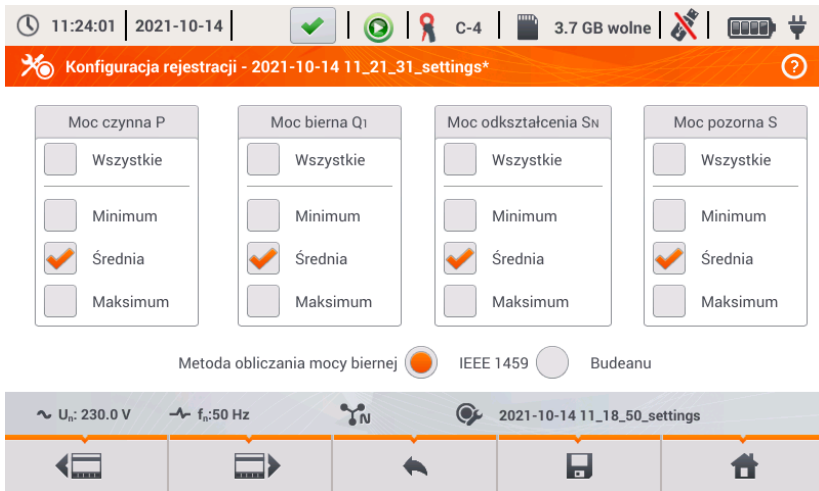 11:24:01 2021-10-14 C-4 3.7 GB wolne
Konfiguracja rejestracji - 2021-10-14 11_21_31_settings* ?
Moc czynna P Moc bierna Q1 Moc odkształcenia SN Moc pozorna S
Wszystkie Wszystkie Wszystkie Wszystkie
Minimum Minimum Minimum Minimum
Średnia Średnia Średnia Średnia
Maksimum Maksimum Maksimum Maksimum
Metoda obliczania mocy biernej IEEE 1459 Budeanu
Un: 230.0 V fn:50 Hz N 2021-10-14 11_18_50_settings